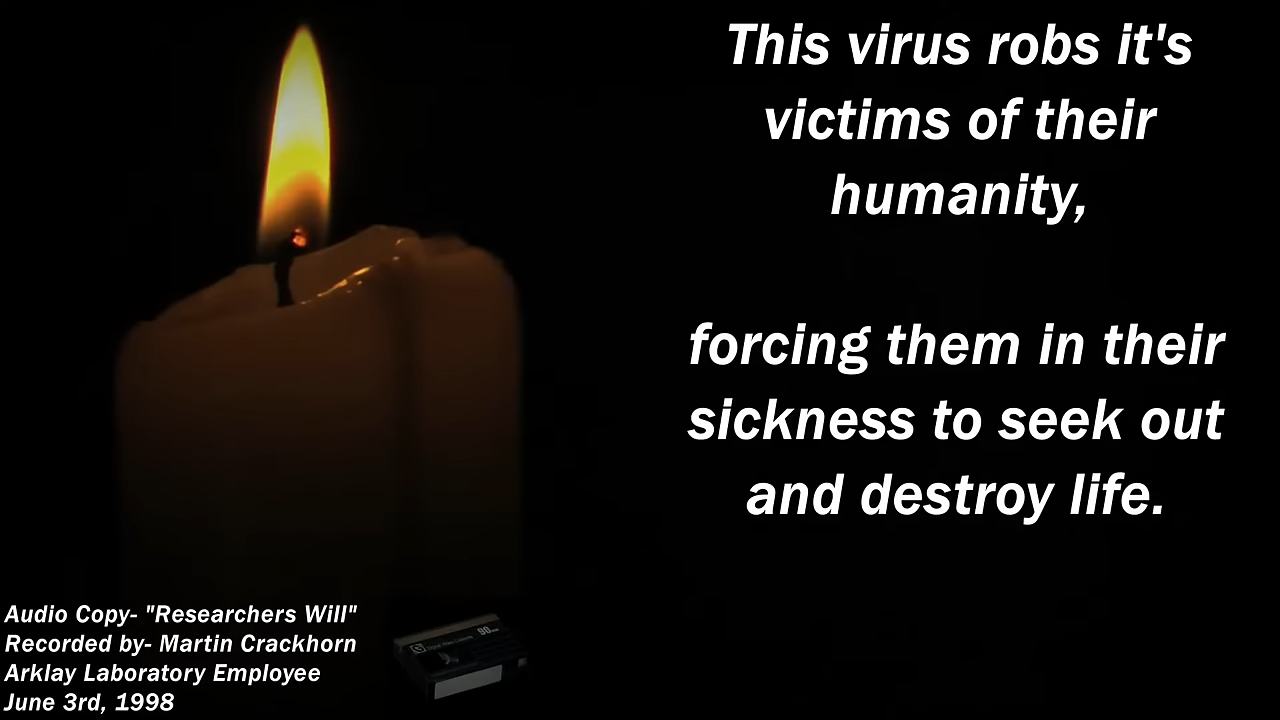 This virus robs it's
victims of their
humanity,
forcing them in their
sickness to seek out
and destroy life.
Audio Copy- "Researchers Will"
Recorded by- Martin Crackhorn
Arklay Laboratory Employee
June 3rd, 1998
90